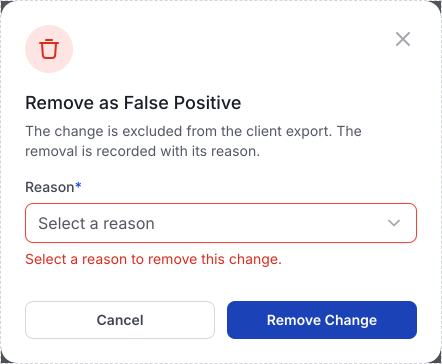 Remove as False Positive
The change is excluded from the client export. The
removal is recorded with its reason.
Reason*
Select a reason
Select a reason to remove this change.
Cancel
Remove Change